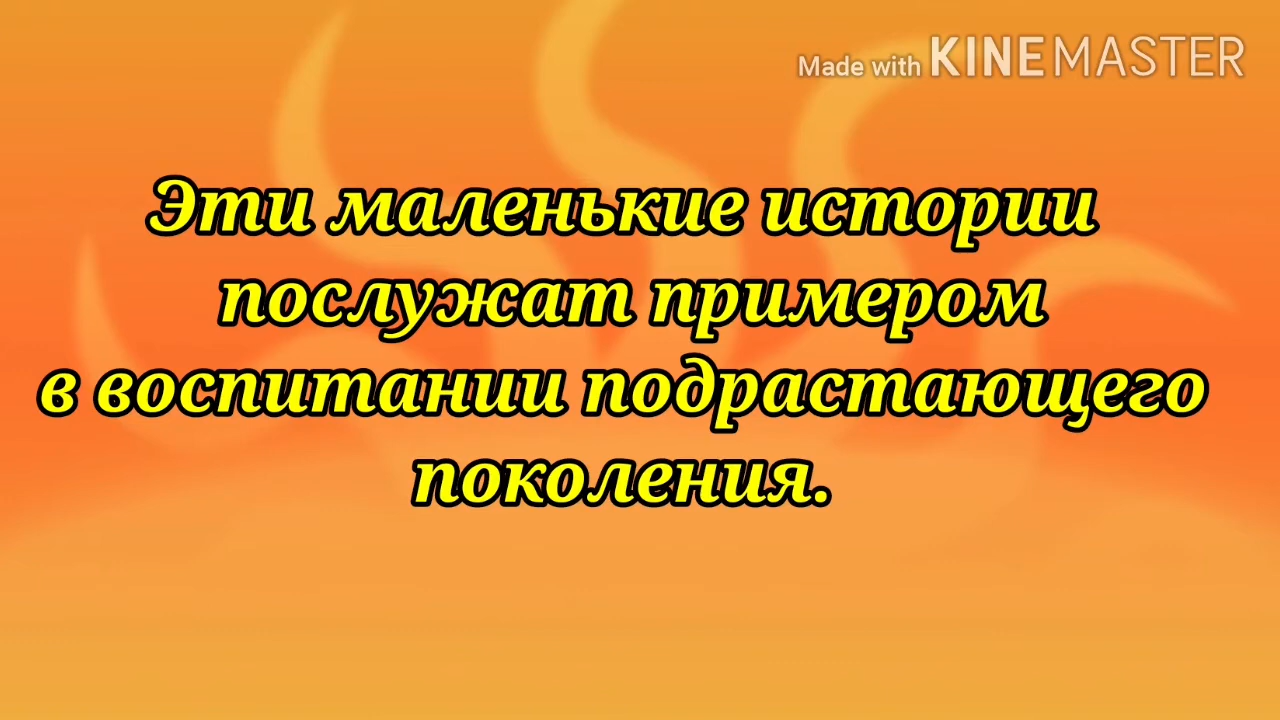 Made with KINEMASTER
Эти маленькие истории
послужат примером
в воспитании подрастающего
поколения.